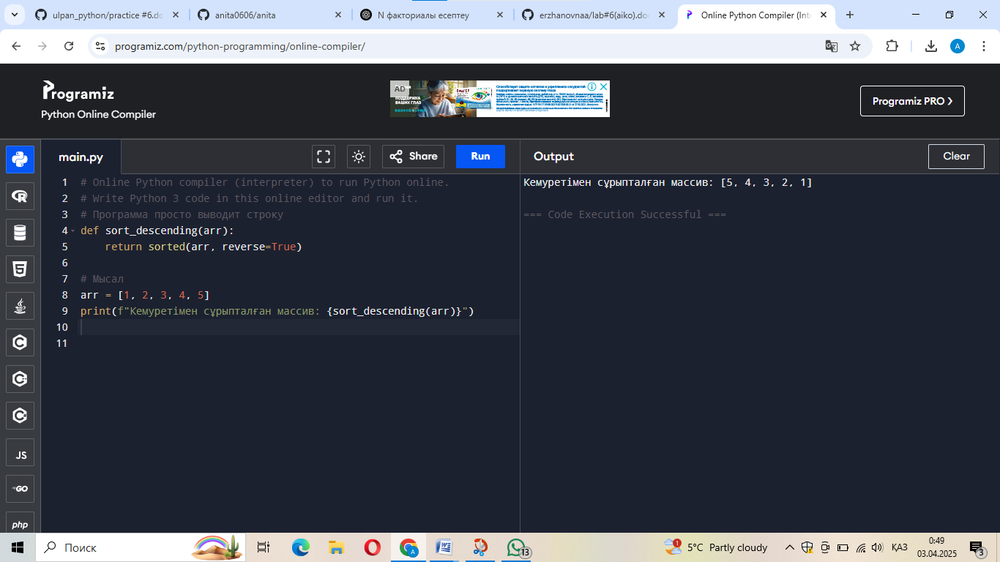 ulpan_python/practice #6.do
anita0606/anita
N факториалы есептеу
erzhanovnaa/lab#6(aiko).doc
Online Python Compiler (Inte
programiz.com/python-programming/online-compiler/
A
Programiz
Python Online Compiler
AD
ПОДДЕРЖКА
ВАШИХ ГЛАЗ
Способствует защите сетчатки и укреплению сосудистой
поддерживает нервную систему глаза
Programiz PRO
main.py
Share
Run
Output
Clear
1 # Online Python compiler (interpreter) to run Python online.
2 # Write Python 3 code in this online editor and run it.
3 # Программа просто выводит строку
4 def sort_descending(arr):
5 return sorted(arr, reverse=True)
6
7 # Мысал
8 arr = [1, 2, 3, 4, 5]
9 print(f"Кемуретімен сұрыпталған массив: {sort_descending(arr)}")
10
11
Кемуретімен сұрыпталған массив: [5, 4, 3, 2, 1]
=== Code Execution Successful ===
R
5
C
C
C
JS
GO
php
Поиск
A
W
13
1
5°C Partly cloudy
ҚАЗ
0:49
03.04.2025
3